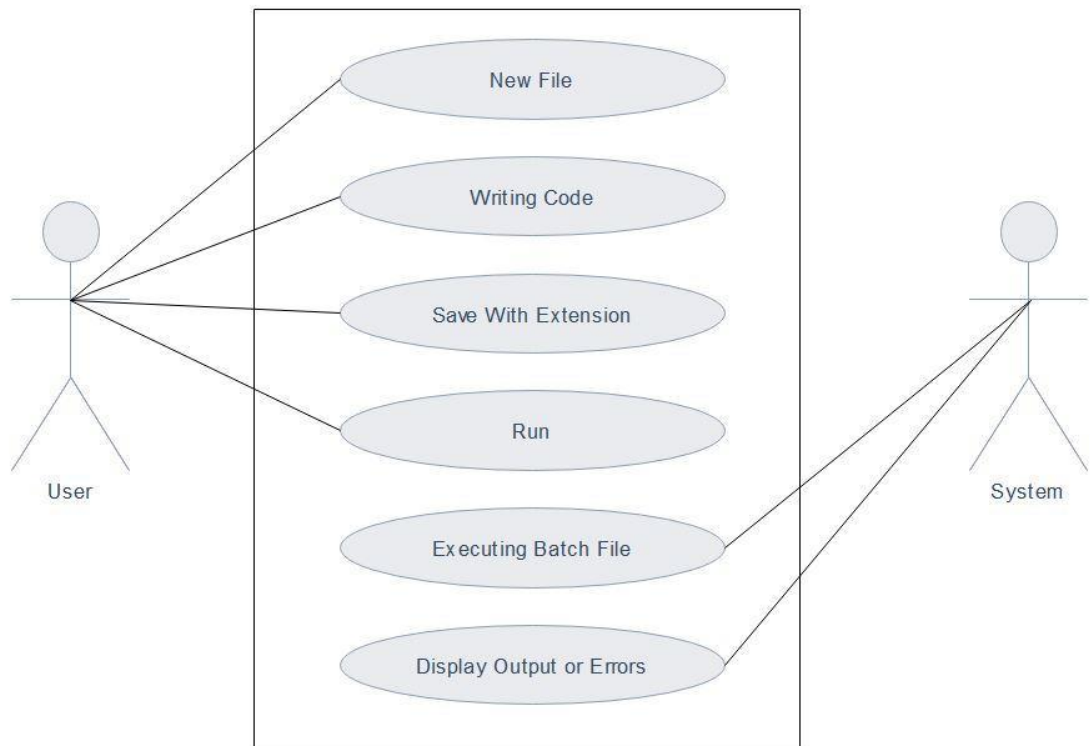 New File
Writing Code
Save With Extension
Run
User
System
Executing Batch File
Display Output or Errors